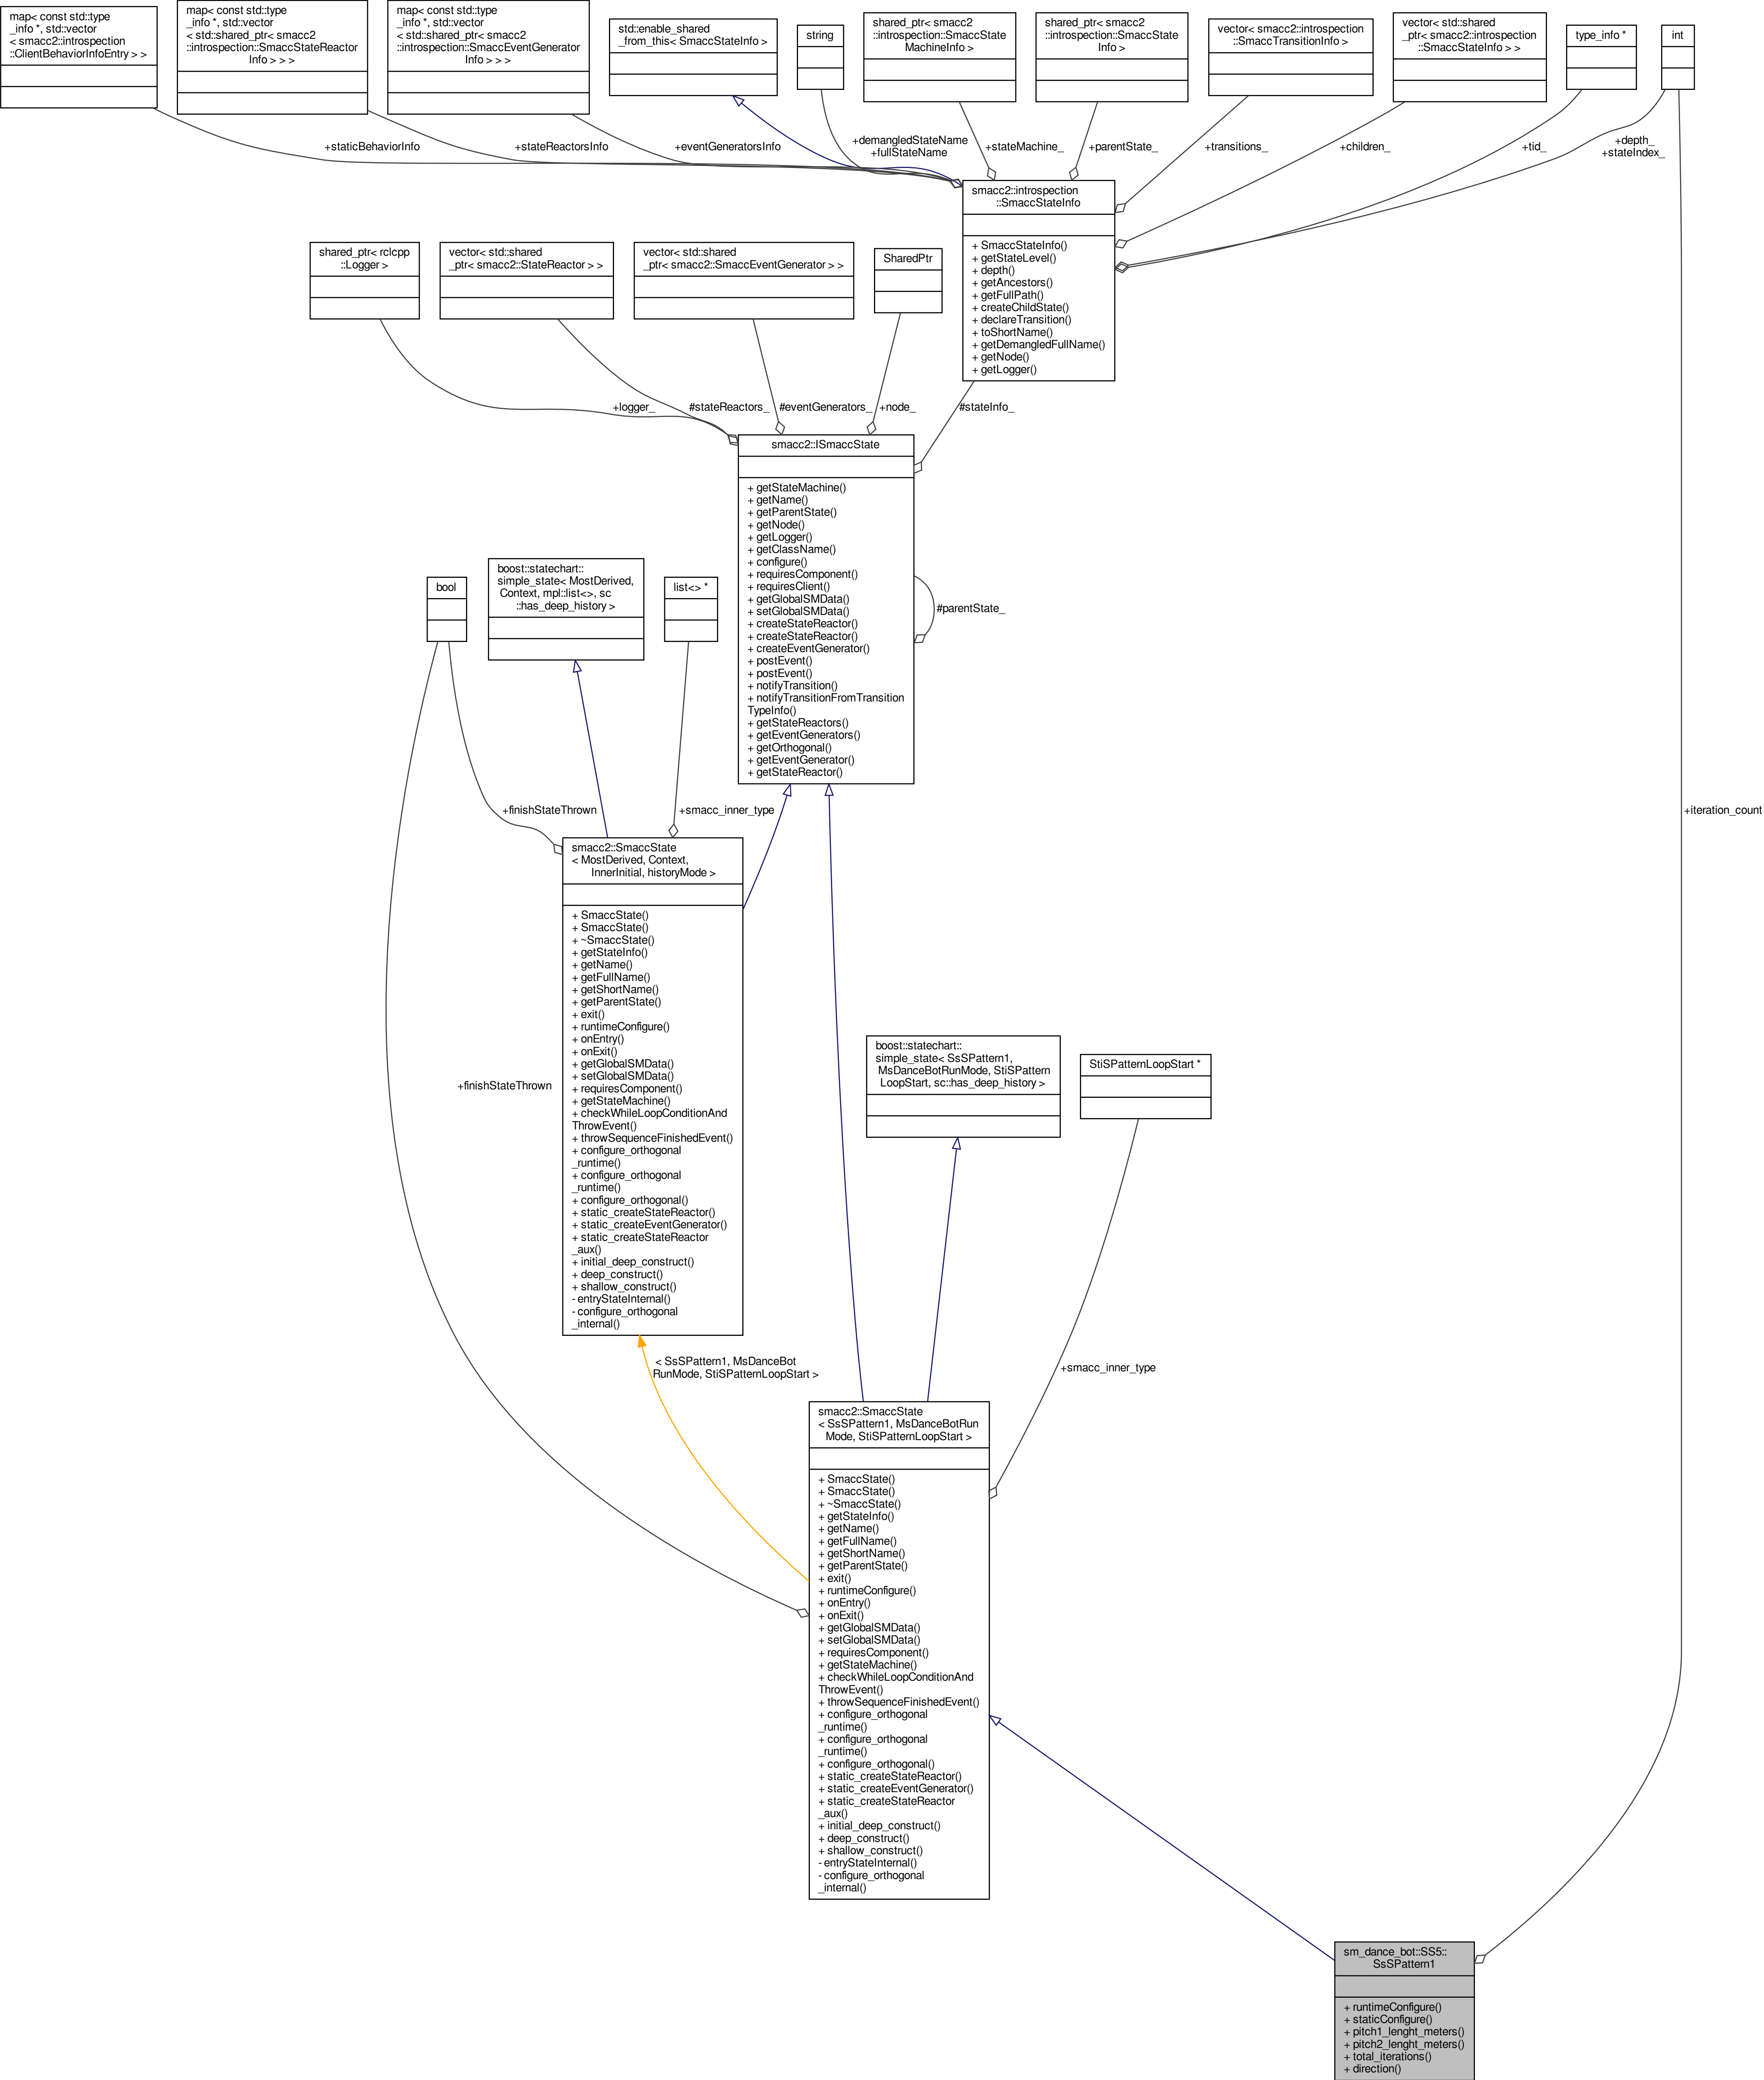 map< const std::type
_info *, std::vector
< smacc2::introspection
::ClientBehaviorInfoEntry > >
map< const std::type
_info *, std::vector
< std::shared_ptr< smacc2
::introspection::SmaccStateReactor
Info > > >
map< const std::type
_info *, std::vector
< std::shared_ptr< smacc2
::introspection::SmaccEventGenerator
Info > > >
std::enable_shared
_from_this< SmaccStateInfo >
string
shared_ptr< smacc2
::introspection::SmaccState
MachineInfo >
shared_ptr< smacc2
::introspection::SmaccState
Info >
vector< smacc2::introspection
::SmaccTransitionInfo >
vector< std::shared
_ptr< smacc2::introspection
::SmaccStateInfo > >
type_info *
int
+staticBehaviorInfo
+stateReactorsInfo
+eventGeneratorsInfo
+demangledStateName
+fullStateName
+stateMachine_
+parentState_
+transitions_
+children_
+tid_
+depth_
+stateIndex_
smacc2::introspection
::SmaccStateInfo
+ SmaccStateInfo()
+ getStateLevel()
+ depth()
+ getAncestors()
+ getFullPath()
+ createChildState()
+ declareTransition()
+ toShortName()
+ getDemangledFullName()
+ getNode()
+ getLogger()
shared_ptr< rclcpp
::Logger >
vector< std::shared
_ptr< smacc2::StateReactor > >
vector< std::shared
_ptr< smacc2::SmaccEventGenerator > >
SharedPtr
+logger_
#stateReactors_
#eventGenerators_
+node_
#stateInfo_
smacc2::ISmaccState
+ getStateMachine()
+ getName()
+ getParentState()
+ getNode()
+ getLogger()
+ getClassName()
+ configure()
+ requiresComponent()
+ requiresClient()
+ getGlobalSMData()
+ setGlobalSMData()
+ createStateReactor()
+ createStateReactor()
+ createEventGenerator()
+ postEvent()
+ postEvent()
+ notifyTransition()
+ notifyTransitionFromTransition
TypeInfo()
+ getStateReactors()
+ getEventGenerators()
+ getOrthogonal()
+ getEventGenerator()
+ getStateReactor()
#parentState_
bool
boost::statechart::
simple_state< MostDerived,
Context, mpl::list<>, sc
::has_deep_history >
list<> *
+finishStateThrown
+smacc_inner_type
+iteration_count
smacc2::SmaccState
< MostDerived, Context,
InnerInitial, historyMode >
+ SmaccState()
+ SmaccState()
+ ~SmaccState()
+ getStateInfo()
+ getName()
+ getFullName()
+ getShortName()
+ getParentState()
+ exit()
+ runtimeConfigure()
+ onEntry()
+ onExit()
+ getGlobalSMData()
+ setGlobalSMData()
+ requiresComponent()
+ getStateMachine()
+ checkWhileLoopConditionAnd
ThrowEvent()
+ throwSequenceFinishedEvent()
+ configure_orthogonal
_runtime()
+ configure_orthogonal
_runtime()
+ configure_orthogonal()
+ static_createStateReactor()
+ static_createEventGenerator()
+ static_createStateReactor
_aux()
+ initial_deep_construct()
+ deep_construct()
+ shallow_construct()
- entryStateInternal()
- configure_orthogonal
_internal()
+finishStateThrown
boost::statechart::
simple_state< SsSPattern1,
MsDanceBotRunMode, StiSPattern
LoopStart, sc::has_deep_history >
StiSPatternLoopStart *
< SsSPattern1, MsDanceBot
RunMode, StiSPatternLoopStart >
+smacc_inner_type
smacc2::SmaccState
< SsSPattern1, MsDanceBotRun
Mode, StiSPatternLoopStart >
+ SmaccState()
+ SmaccState()
+ ~SmaccState()
+ getStateInfo()
+ getName()
+ getFullName()
+ getShortName()
+ getParentState()
+ exit()
+ runtimeConfigure()
+ onEntry()
+ onExit()
+ getGlobalSMData()
+ setGlobalSMData()
+ requiresComponent()
+ getStateMachine()
+ checkWhileLoopConditionAnd
ThrowEvent()
+ throwSequenceFinishedEvent()
+ configure_orthogonal
_runtime()
+ configure_orthogonal
_runtime()
+ configure_orthogonal()
+ static_createStateReactor()
+ static_createEventGenerator()
+ static_createStateReactor
_aux()
+ initial_deep_construct()
+ deep_construct()
+ shallow_construct()
- entryStateInternal()
- configure_orthogonal
_internal()
sm_dance_bot::SS5::
SsSPattern1
+ runtimeConfigure()
+ staticConfigure()
+ pitch1_lenght_meters()
+ pitch2_lenght_meters()
+ total_iterations()
+ direction()